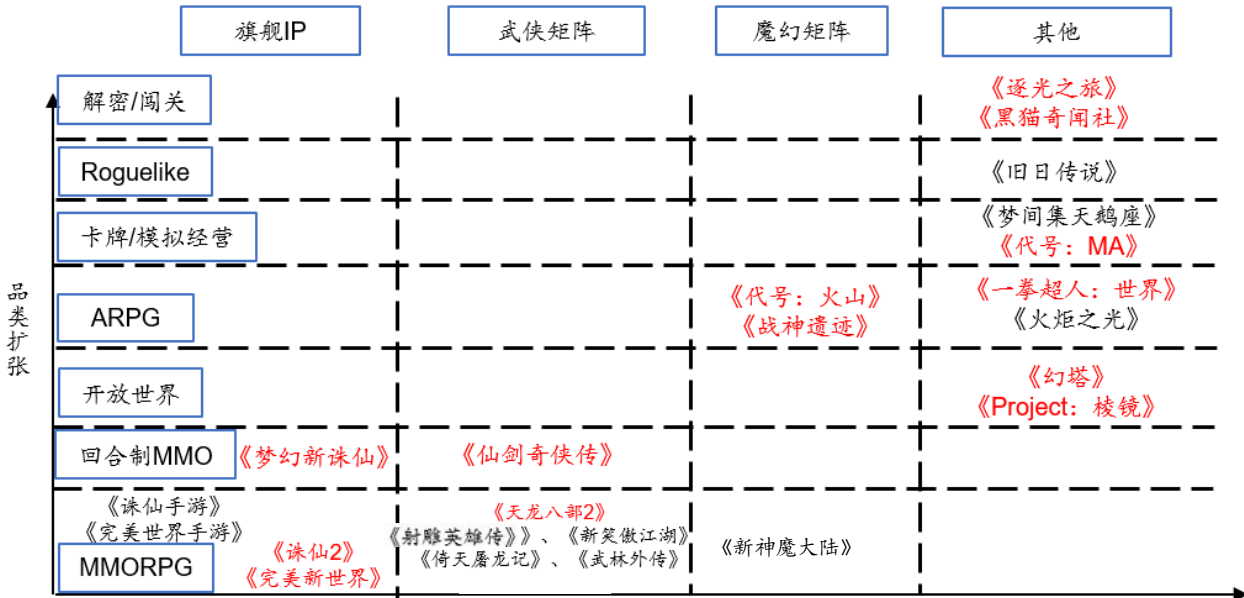 旗舰IP 武侠矩阵 魔幻矩阵 其他
解密/闯关
《逐光之旅》
《黑猫奇闻社》
Roguelike
《旧日传说》
卡牌/模拟经营
《梦间集天鹅座》
《代号：MA》
品类扩张
ARPG
《代号：火山》
《战神遗迹》
《一拳超人：世界》
《火炬之光》
开放世界
《幻塔》
《Project：棱镜》
回合制MMO
《梦幻新诛仙》
《仙剑奇侠传》
MMORPG
《诛仙手游》
《完美世界手游》
《诛仙2》
《完美新世界》
《天龙八部2》
《射雕英雄传》》、《新笑傲江湖》
《倚天屠龙记》、《武林外传》
《新神魔大陆》